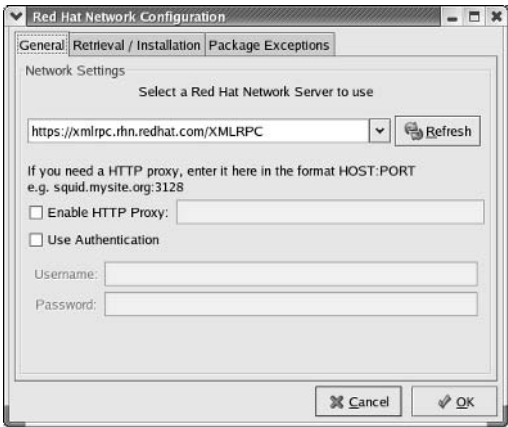 Red Hat Network Configuration
General Retrieval / Installation Package Exceptions
Network Settings
Select a Red Hat Network Server to use
https://xmlrpc.rhn.redhat.com/XMLRPC Refresh
If you need a HTTP proxy, enter it here in the format HOST:PORT
e.g. squid.mysite.org:3128
Enable HTTP Proxy:
Use Authentication
Username:
Password:
Cancel OK